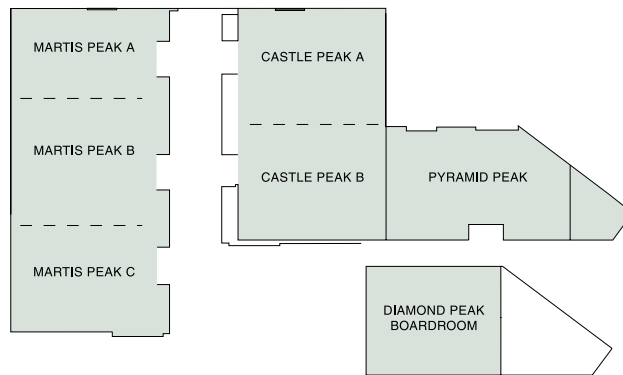 MARTIS PEAK A
CASTLE PEAK A
MARTIS PEAK B
CASTLE PEAK B
PYRAMID PEAK
MARTIS PEAK C
DIAMOND PEAK
BOARDROOM